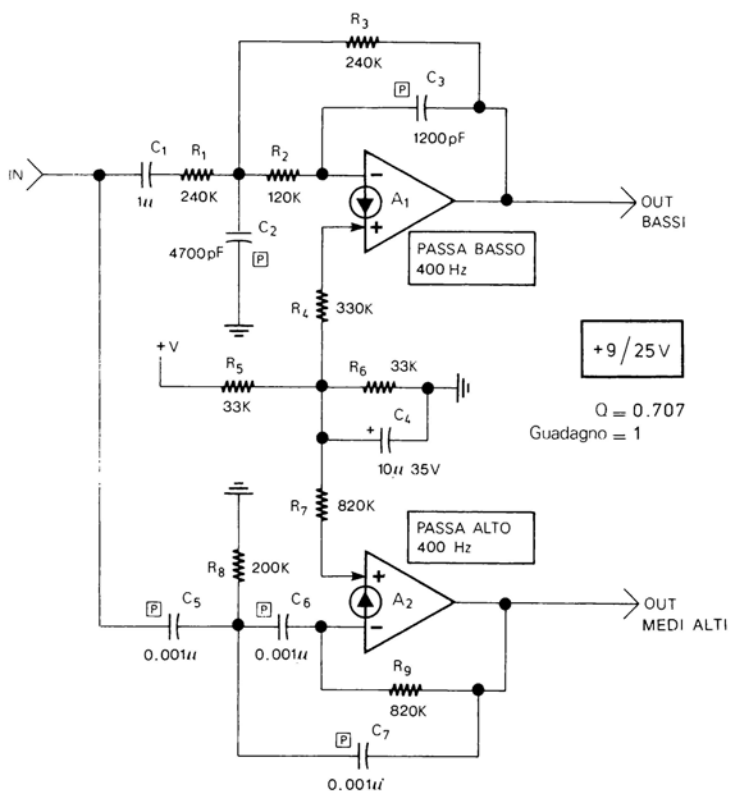 R3
240K
P
C3
1200pF
IN
C1
1u
R1
240K
R2
120K
−
A1
+
OUT
BASSI
C2
4700pF
P
PASSA BASSO
400 Hz
R4
330K
+V
R5
33K
R6
33K
+9/25V
+
C4
10u 35V
Q = 0.707
Guadagno = 1
R7
820K
PASSA ALTO
400 Hz
R8
200K
+
A2
−
OUT
MEDI ALTI
P
C5
0.001u
P
C6
0.001u
R9
820K
P
C7
0.001u